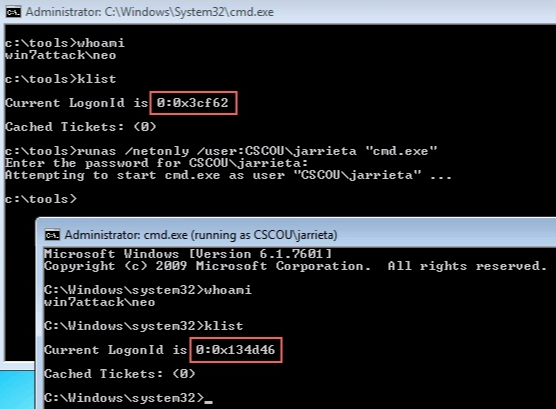 Administrator: C:\Windows\System32\cmd.exe
c:\tools>whoami
win7attack\neo
c:\tools>klist
Current LogonId is 0:0x3cf62
Cached Tickets: (0)
c:\tools>runas /netonly /user:CSCOU\jarrieta "cmd.exe"
Enter the password for CSCOU\jarrieta:
Attempting to start cmd.exe as user "CSCOU\jarrieta" ...
c:\tools>
Administrator: cmd.exe (running as CSCOU\jarrieta)
Microsoft Windows [Version 6.1.7601]
Copyright (c) 2009 Microsoft Corporation.  All rights reserved.
C:\Windows\system32>whoami
win7attack\neo
C:\Windows\system32>klist
Current LogonId is 0:0x134d46
Cached Tickets: (0)
C:\Windows\system32>_